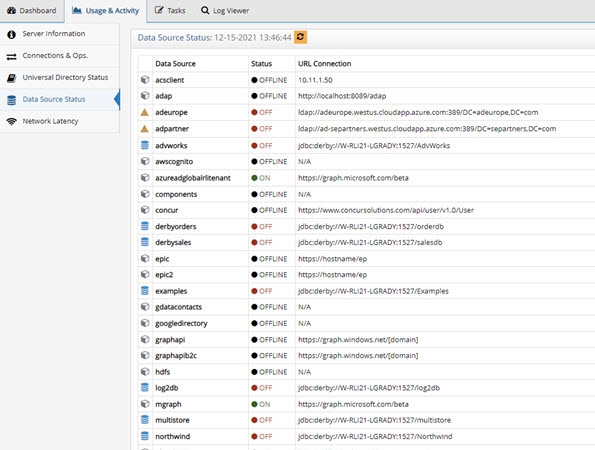 Dashboard Usage & Activity Tasks Log Viewer
Server Information
Connections & Ops.
Universal Directory Status
Data Source Status
Network Latency
Data Source Status: 12-15-2021 13:46:44
Data Source Status URL Connection
acsclient OFFLINE 10.11.1.50
adap OFFLINE http://localhost:8089/adap
adeurope OFF ldap://adeurope.westus.cloudapp.azure.com:389/DC=adeurope,DC=com
adpartner OFF ldap://ad-separtners.westus.cloudapp.azure.com:389/DC=separtners,DC=com
advworks OFF jdbc:derby://W-RLI21-LGRADY:1527/AdvWorks
awscognito OFFLINE N/A
azureadglobalrlitenant ON https://graph.microsoft.com/beta
components OFFLINE N/A
concur OFFLINE https://www.concursolutions.com/api/user/v1.0/User
derbyorders OFF jdbc:derby://W-RLI21-LGRADY:1527/orderdb
derbysales OFF jdbc:derby://W-RLI21-LGRADY:1527/salesdb
epic OFFLINE https://hostname/ep
epic2 OFFLINE https://hostname/ep
examples OFF jdbc:derby://W-RLI21-LGRADY:1527/Examples
gdatacontacts OFFLINE N/A
googledirectory OFFLINE N/A
graphapi OFFLINE https://graph.windows.net/[domain]
graphapib2c OFFLINE https://graph.windows.net/[domain]
hdfs OFFLINE N/A
log2db OFF jdbc:derby://W-RLI21-LGRADY:1527/log2db
mgraph ON https://graph.microsoft.com/beta
multistore OFF jdbc:derby://W-RLI21-LGRADY:1527/multistore
northwind OFF jdbc:derby://W-RLI21-LGRADY:1527/Northwind